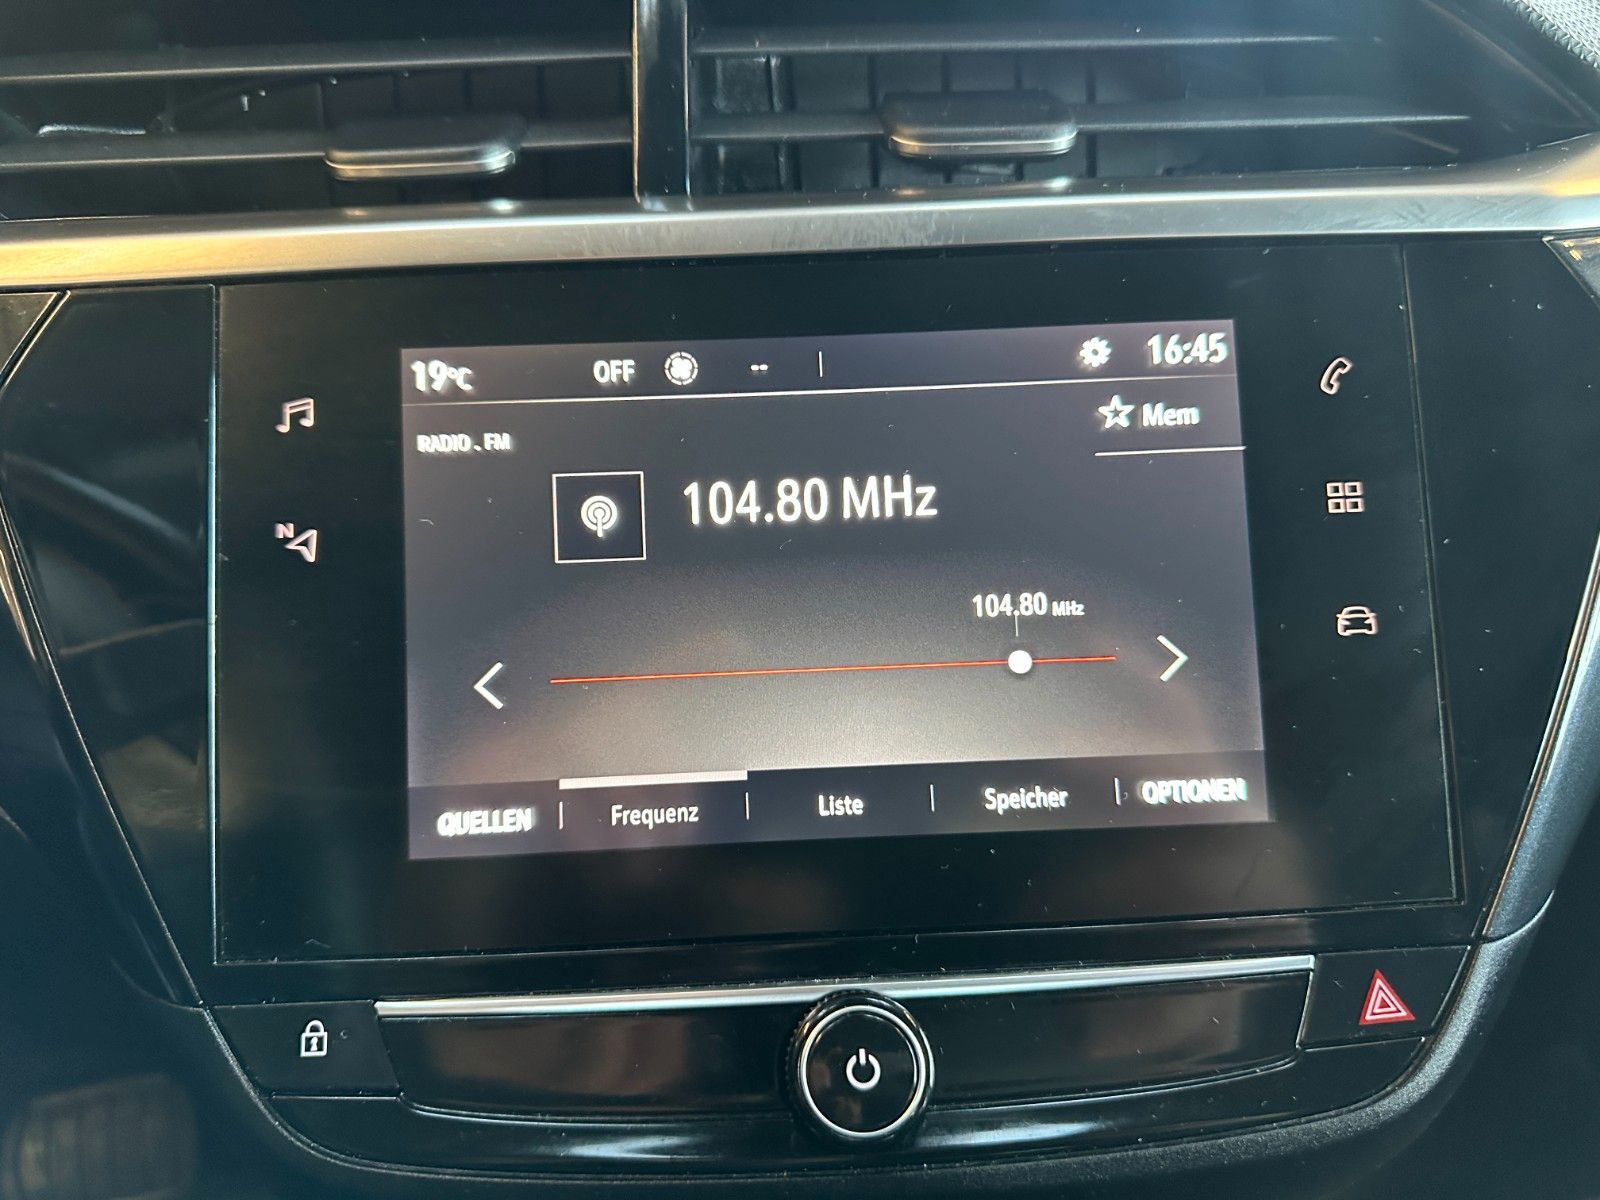 19°C OFF -- 16:45
RADIO . FM
Mem
104.80 MHz
104.80 MHz
N
QUELLEN Frequenz Liste Speicher OPTIONEN